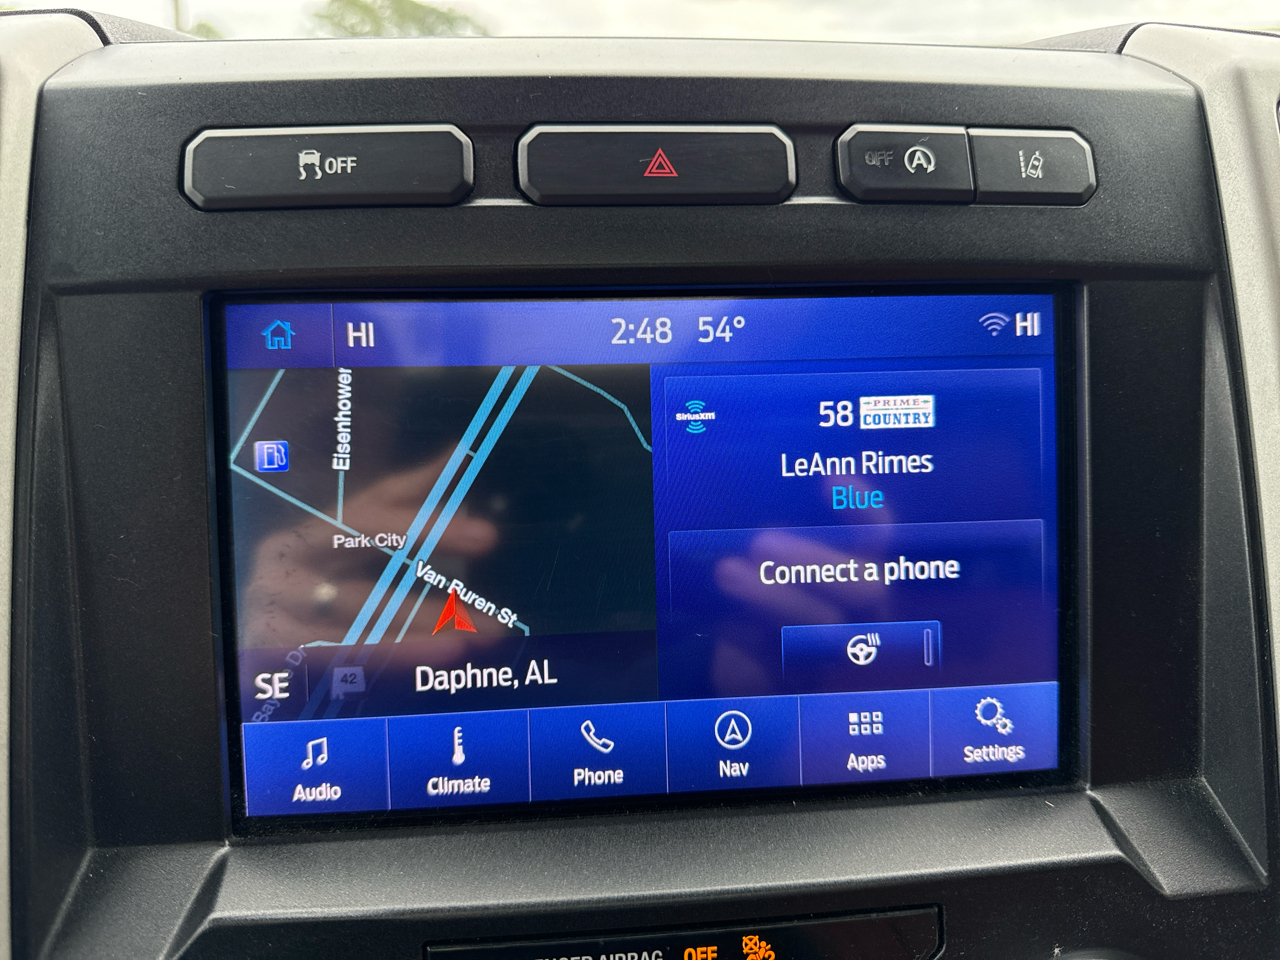 OFF
OFF A
HI
2:48 54°
HI
Eisenhower
Park City
Van Buren St
SE
42
Daphne, AL
SiriusXM
58 PRIME COUNTRY
LeAnn Rimes
Blue
Connect a phone
Audio
Climate
Phone
Nav
Apps
Settings
AIRBAG OFF